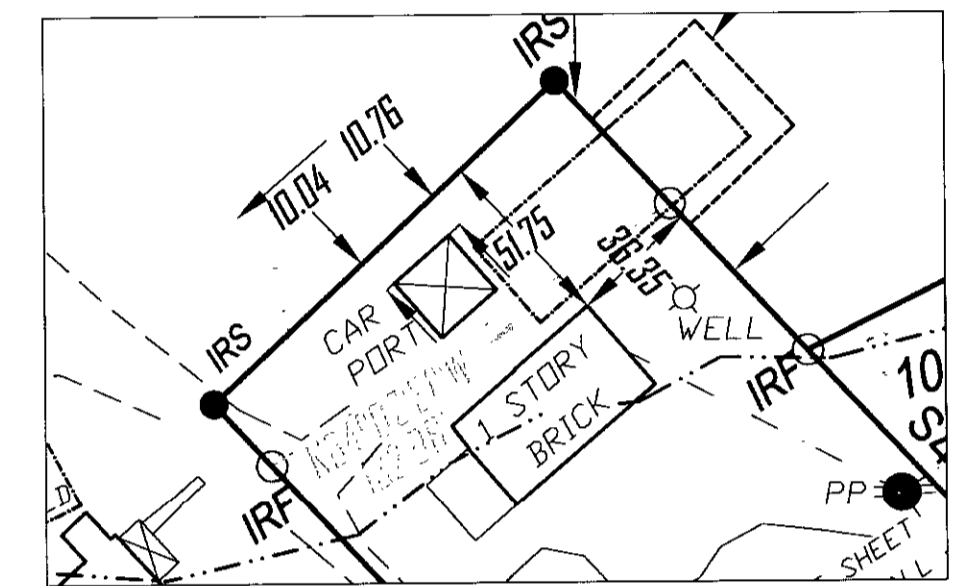 IRS
10.76
10.04
51.75
36.35
CAR
PORT
WELL
IRS
1 STORY
BRICK
IRF
10
IRF
PP
D
SHEET